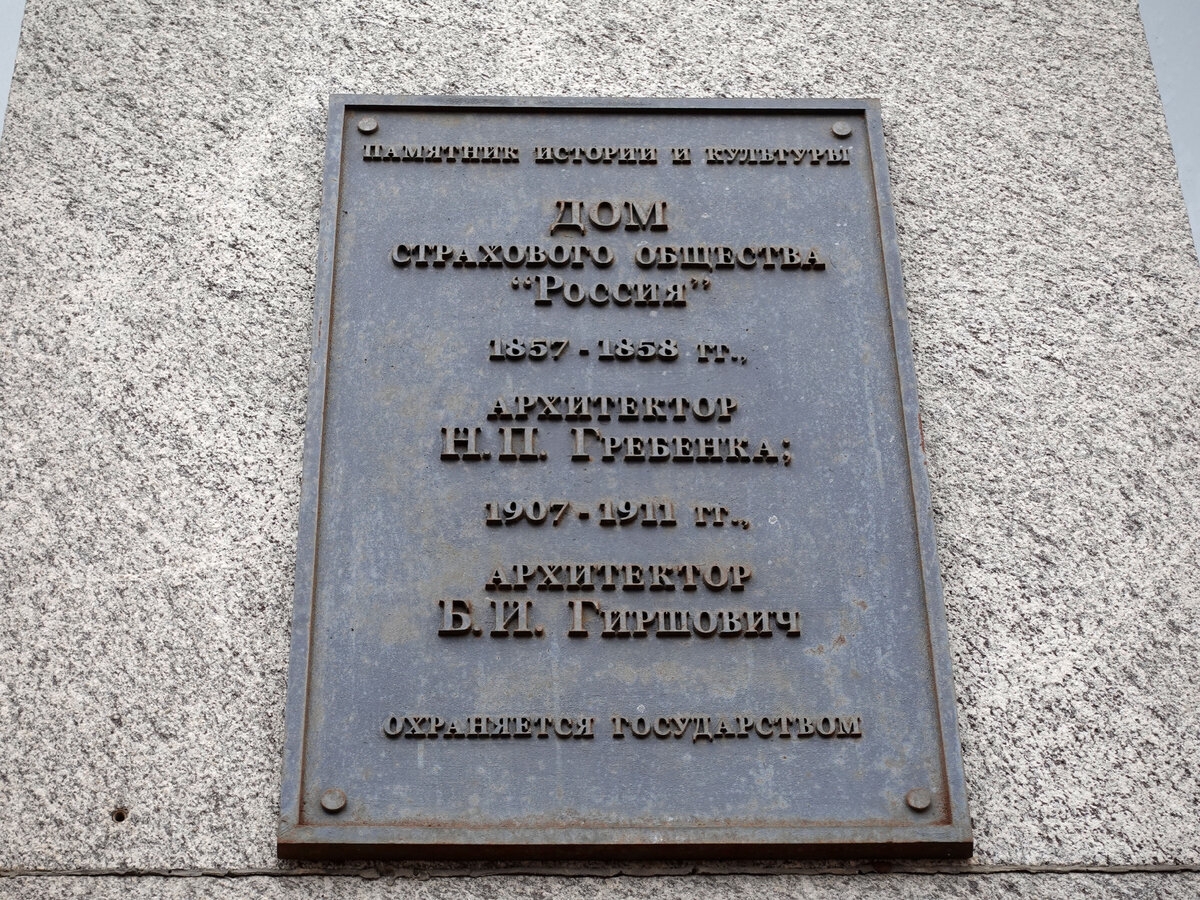 ПАМЯТНИК ИСТОРИИ И КУЛЬТУРЫ
ДОМ
СТРАХОВОГО ОБЩЕСТВА
“РОССИЯ”
1857 - 1858 гг.,
АРХИТЕКТОР
Н. П. ГРЕБЕНКА;
1907 - 1911 гг.,
АРХИТЕКТОР
Б. И. ГИРШОВИЧ
ОХРАНЯЕТСЯ ГОСУДАРСТВОМ